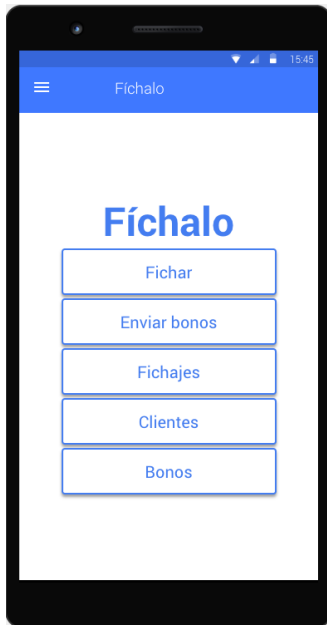 15:45
Fíchalo
Fíchalo
Fichar
Enviar bonos
Fichajes
Clientes
Bonos